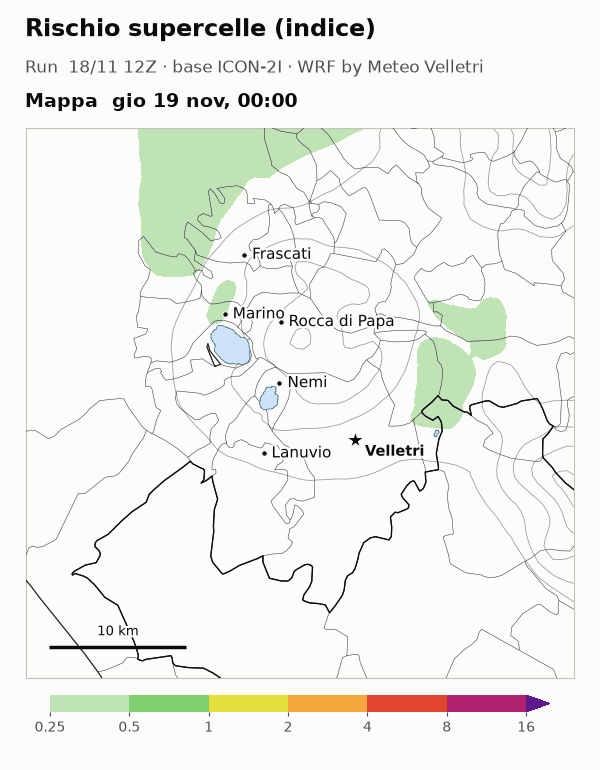 Rischio supercelle (indice)
Run  18/11 12Z · base ICON-2I · WRF by Meteo Velletri
Mappa  gio 19 nov, 00:00
Frascati
Marino
Rocca di Papa
Nemi
Velletri
Lanuvio
10 km
0.25 0.5 1 2 4 8 16